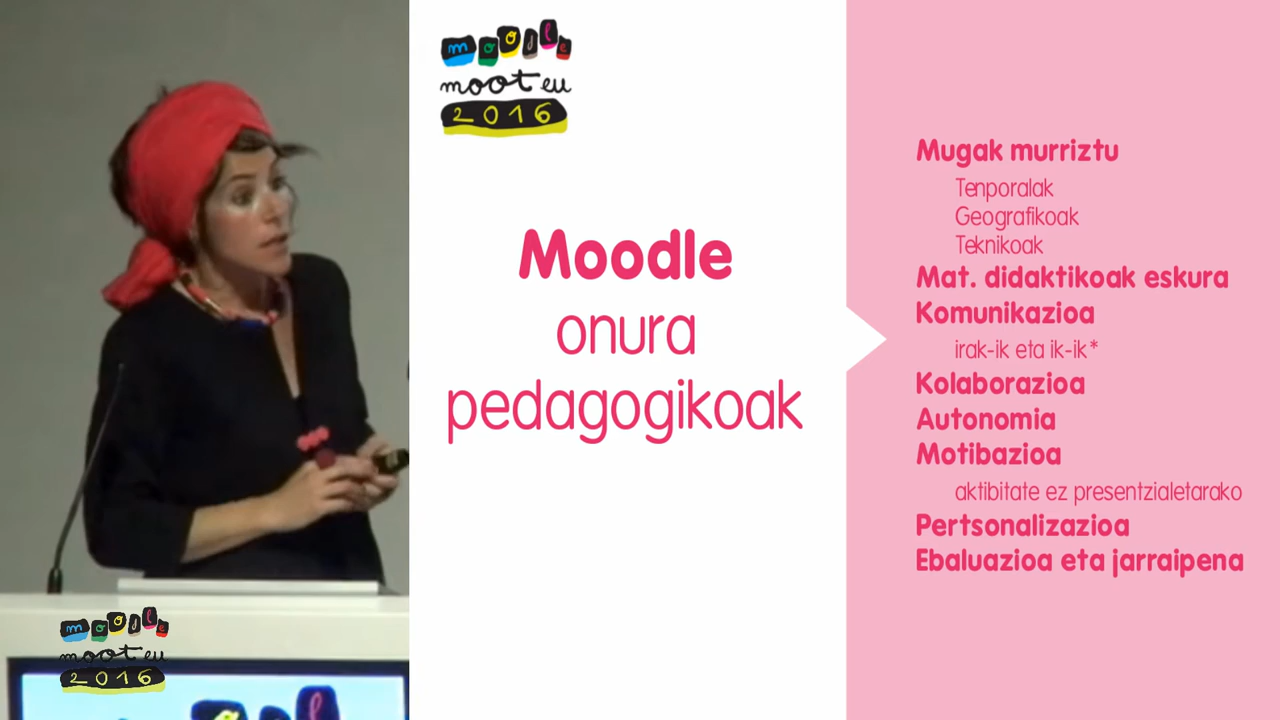 moodle
moot eu
2016
Moodle
onura
pedagogikoak
Mugak murriztu
Tenporalak
Geografikoak
Teknikoak
Mat. didaktikoak eskura
Komunikazioa
irak-ik eta ik-ik*
Kolaborazioa
Autonomia
Motibazioa
aktibitate ez presentzialetarako
Pertsonalizazioa
Ebaluazioa eta jarraipena
moodle
moot eu
2016